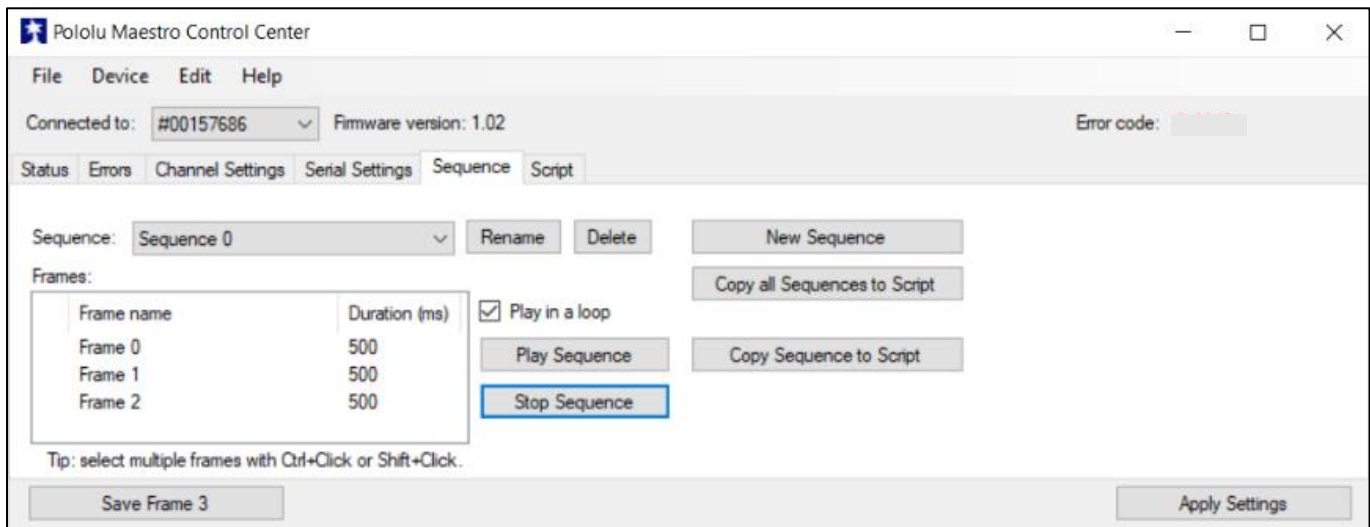 Pololu Maestro Control Center
File Device Edit Help
Connected to: #00157686 Firmware version: 1.02 Error code:
Status Errors Channel Settings Serial Settings Sequence Script
Sequence: Sequence 0 Rename Delete New Sequence
Frames: Copy all Sequences to Script
Frame name Duration (ms) Play in a loop
Frame 0 500 Play Sequence Copy Sequence to Script
Frame 1 500
Frame 2 500 Stop Sequence
Tip: select multiple frames with Ctrl+Click or Shift+Click.
Save Frame 3 Apply Settings